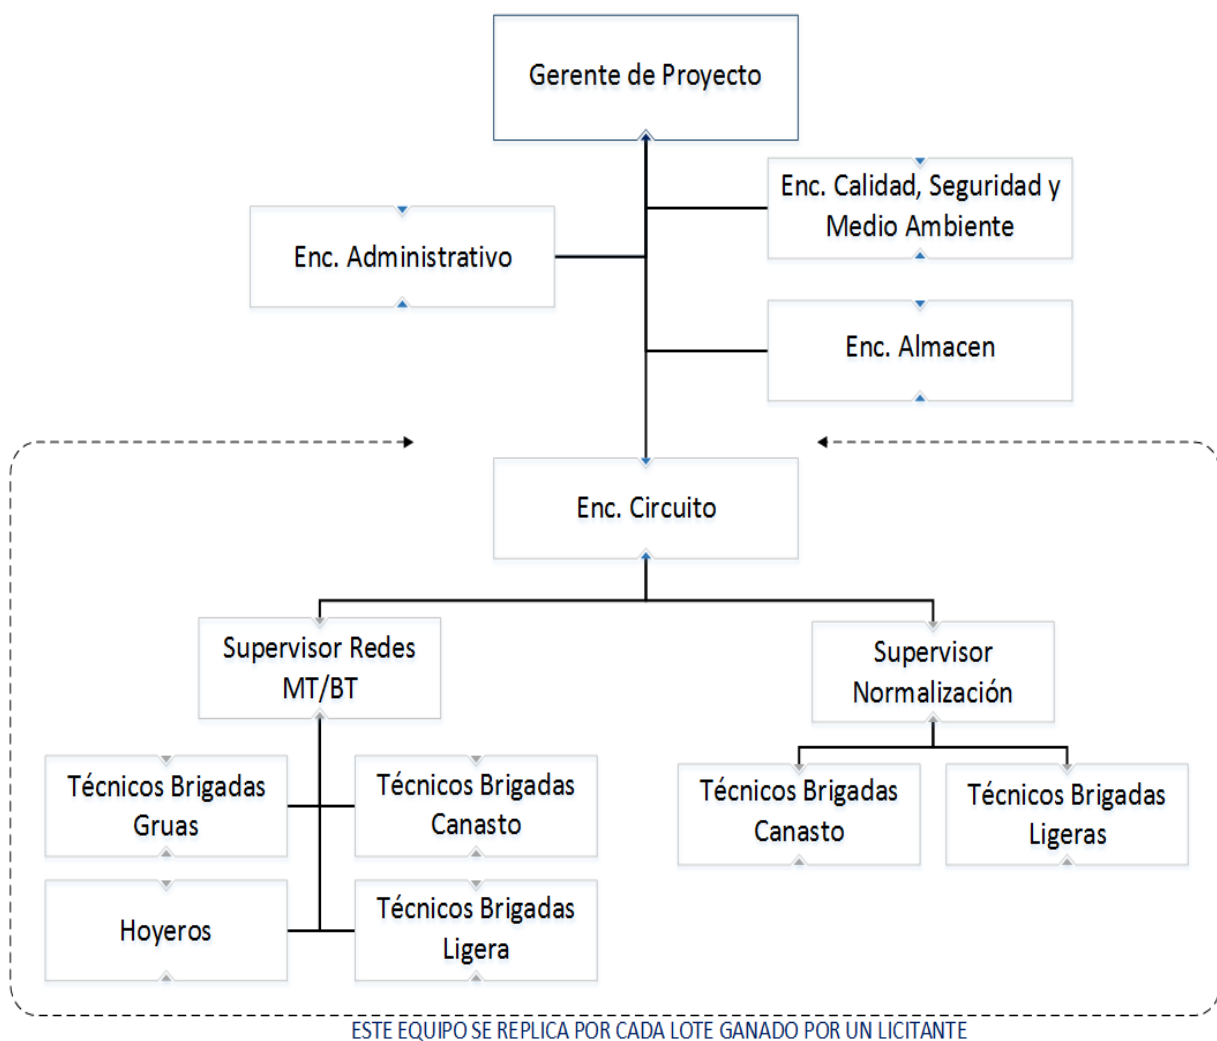 Gerente de Proyecto
Enc. Calidad, Seguridad y
Medio Ambiente
Enc. Administrativo
Enc. Almacen
Enc. Circuito
Supervisor Redes
MT/BT
Supervisor
Normalización
Técnicos Brigadas
Gruas
Técnicos Brigadas
Canasto
Técnicos Brigadas
Canasto
Técnicos Brigadas
Ligeras
Hoyeros
Técnicos Brigadas
Ligera
ESTE EQUIPO SE REPLICA POR CADA LOTE GANADO POR UN LICITANTE